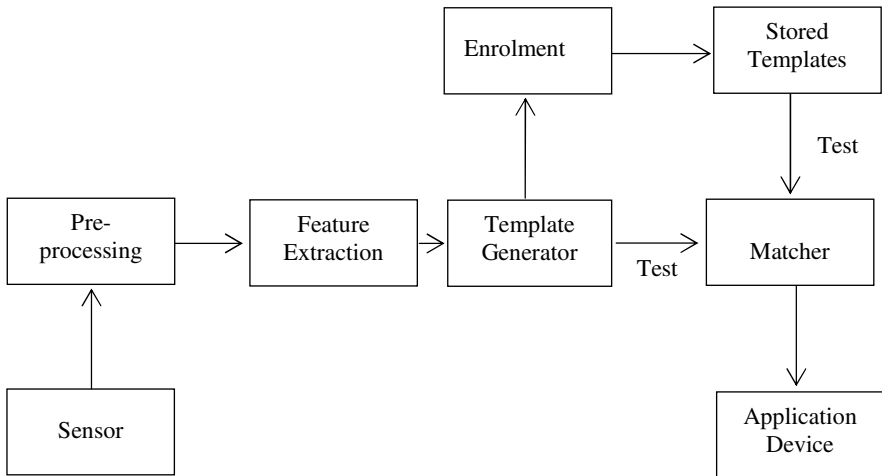 Enrolment
Stored
Templates
Test
Pre-
processing
Feature
Extraction
Template
Generator
Test
Matcher
Sensor
Application
Device